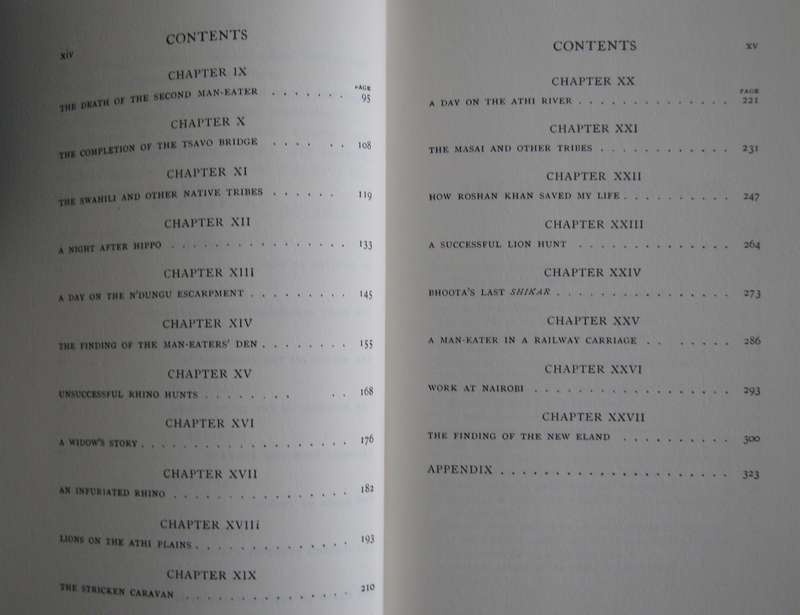 xiv
CONTENTS
CHAPTER IX
PAGE
THE DEATH OF THE SECOND MAN-EATER . . . . . . . 95
CHAPTER X
THE COMPLETION OF THE TSAVO BRIDGE . . . . . . 108
CHAPTER XI
THE SWAHILI AND OTHER NATIVE TRIBES . . . . . . 119
CHAPTER XII
A NIGHT AFTER HIPPO . . . . . . . . . . . . . . . . 133
CHAPTER XIII
A DAY ON THE N'DUNGU ESCARPMENT . . . . . . . . . 145
CHAPTER XIV
THE FINDING OF THE MAN-EATERS' DEN . . . . . . . . 155
CHAPTER XV
UNSUCCESSFUL RHINO HUNTS . . . . . . . . . . 168
CHAPTER XVI
A WIDOW'S STORY . . . . . . . . . . . . . . . . . 176
CHAPTER XVII
AN INFURIATED RHINO . . . . . . . . . . . . . . 182
CHAPTER XVIII
LIONS ON THE ATHI PLAINS . . . . . . . . . . . . . 193
CHAPTER XIX
THE STRICKEN CARAVAN . . . . . . . . . . . . . 210
CONTENTS
xv
CHAPTER XX
PAGE
A DAY ON THE ATHI RIVER . . . . . . . . . . . . . . 221
CHAPTER XXI
THE MASAI AND OTHER TRIBES . . . . . . . . . . . . 231
CHAPTER XXII
HOW ROSHAN KHAN SAVED MY LIFE . . . . . . . . . . 247
CHAPTER XXIII
A SUCCESSFUL LION HUNT . . . . . . . . . . . . . . 264
CHAPTER XXIV
BHOOTA'S LAST SHIKAR . . . . . . . . . . . . . . . . 273
CHAPTER XXV
A MAN-EATER IN A RAILWAY CARRIAGE . . . . . . . 286
CHAPTER XXVI
WORK AT NAIROBI . . . . . . . . . . . . . . . . . . 293
CHAPTER XXVII
THE FINDING OF THE NEW ELAND . . . . . . . . . . 300
APPENDIX . . . . . . . . . . . . . . . . . . . . . 323